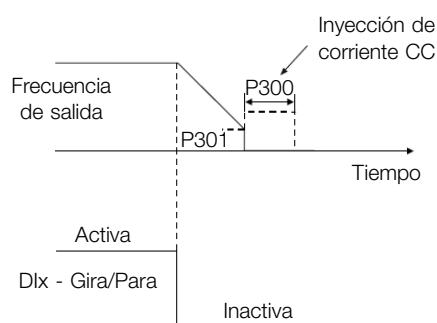 Inyección de
corriente CC
Frecuencia
de salida
P300
P301
Tiempo
Activa
DIx - Gira/Para
Inactiva